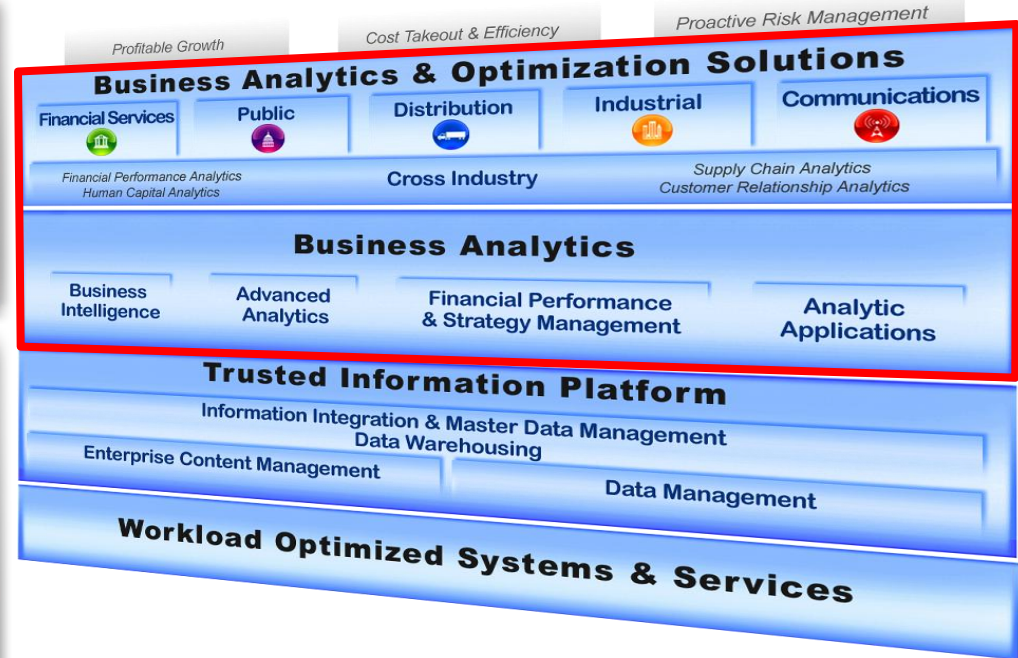 Profitable Growth
Cost Takeout & Efficiency
Proactive Risk Management
Business Analytics & Optimization Solutions
Financial Services
Public
Distribution
Industrial
Communications
Financial Performance Analytics
Human Capital Analytics
Cross Industry
Supply Chain Analytics
Customer Relationship Analytics
Business Analytics
Business
Intelligence
Advanced
Analytics
Financial Performance
& Strategy Management
Analytic
Applications
Trusted Information Platform
Information Integration & Master Data Management
Data Warehousing
Enterprise Content Management
Data Management
Workload Optimized Systems & Services